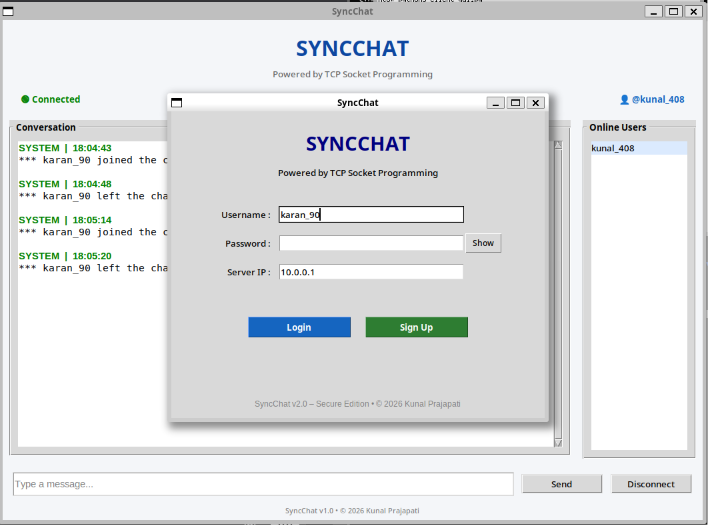 SyncChat
SYNCCHAT
Powered by TCP Socket Programming
Connected
@kunal_408
Conversation
SYSTEM | 18:04:43
*** karan_90 joined the c
SYSTEM | 18:04:48
*** karan_90 left the cha
SYSTEM | 18:05:14
*** karan_90 joined the c
SYSTEM | 18:05:20
*** karan_90 left the cha
SyncChat
SYNCCHAT
Powered by TCP Socket Programming
Username : karan_90
Password : Show
Server IP : 10.0.0.1
Login Sign Up
SyncChat v2.0 – Secure Edition • © 2026 Kunal Prajapati
Online Users
kunal_408
Type a message...
Send
Disconnect
SyncChat v1.0 • © 2026 Kunal Prajapati